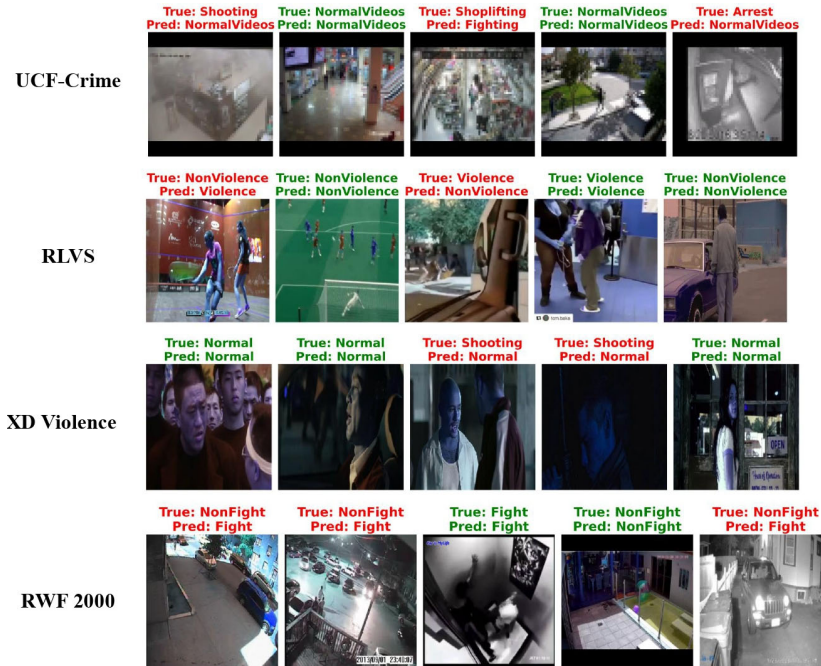 True: Shooting
Pred: NormalVideos
True: NormalVideos
Pred: NormalVideos
True: Shoplifting
Pred: Fighting
True: NormalVideos
Pred: NormalVideos
True: Arrest
Pred: NormalVideos
UCF-Crime
True: NonViolence
Pred: Violence
True: NonViolence
Pred: NonViolence
True: Violence
Pred: NonViolence
True: Violence
Pred: Violence
True: NonViolence
Pred: NonViolence
RLVS
True: Normal
Pred: Normal
True: Normal
Pred: Normal
True: Shooting
Pred: Normal
True: Shooting
Pred: Normal
True: Normal
Pred: Normal
XD Violence
OPEN
True: NonFight
Pred: Fight
True: NonFight
Pred: Fight
True: Fight
Pred: Fight
True: NonFight
Pred: NonFight
True: NonFight
Pred: Fight
RWF 2000